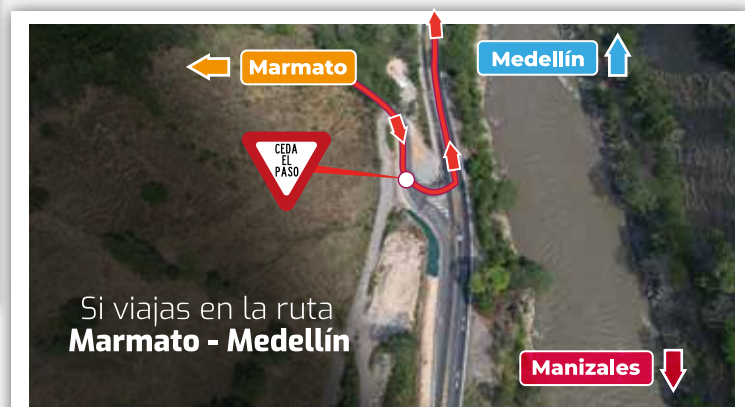 Marmato
Medellín
CEDA
EL
PASO
Si viajas en la ruta
Marmato - Medellín
Manizales